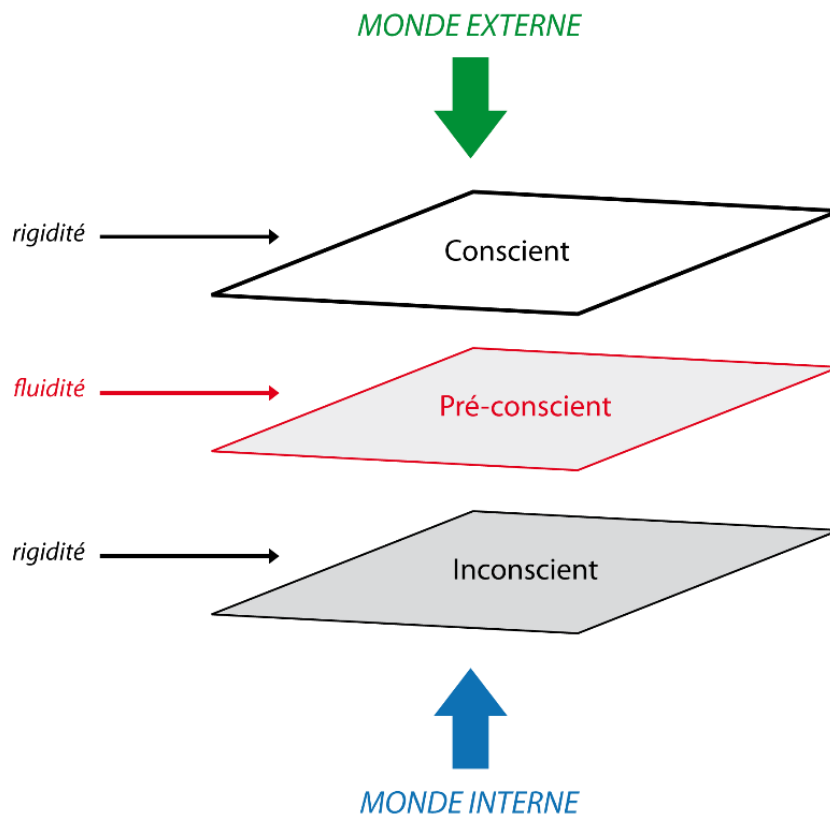 MONDE EXTERNE
rigidité
Conscient
fluidité
Pré-conscient
rigidité
Inconscient
MONDE INTERNE